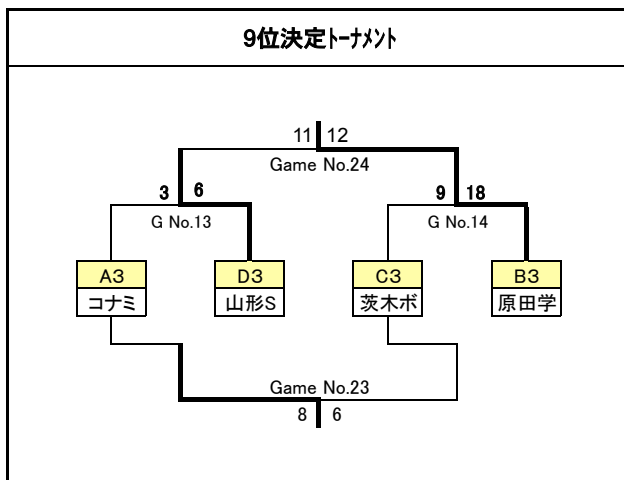 9位決定トーナメント
11 12
Game No.24
3 6 9 18
G No.13 G No.14
A3 D3 C3 B3
コナミ 山形S 茨木ボ 原田学
Game No.23
8 6